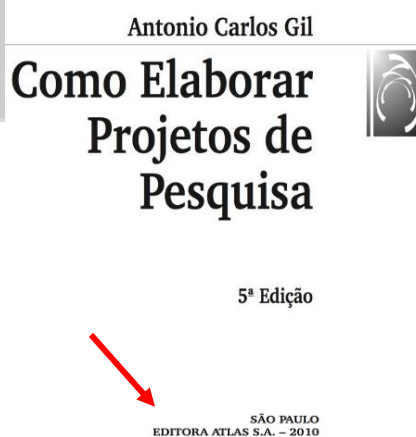 Antonio Carlos Gil
Como Elaborar
Projetos de
Pesquisa
5ª Edição
SÃO PAULO
EDITORA ATLAS S.A. – 2010